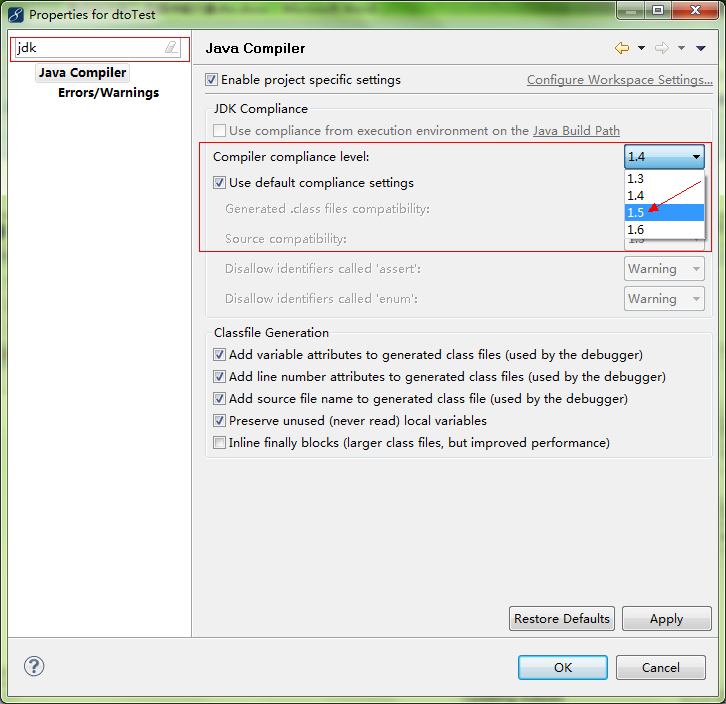 Properties for dtoTest
jdk
Java Compiler
Errors/Warnings
Java Compiler
Enable project specific settings
Configure Workspace Settings...
JDK Compliance
Use compliance from execution environment on the Java Build Path
Compiler compliance level:
1.4
1.3
1.4
1.5
1.6
Use default compliance settings
Generated .class files compatibility:
Source compatibility:
Disallow identifiers called 'assert':
Warning
Disallow identifiers called 'enum':
Warning
Classfile Generation
Add variable attributes to generated class files (used by the debugger)
Add line number attributes to generated class files (used by the debugger)
Add source file name to generated class file (used by the debugger)
Preserve unused (never read) local variables
Inline finally blocks (larger class files, but improved performance)
Restore Defaults
Apply
?
OK
Cancel